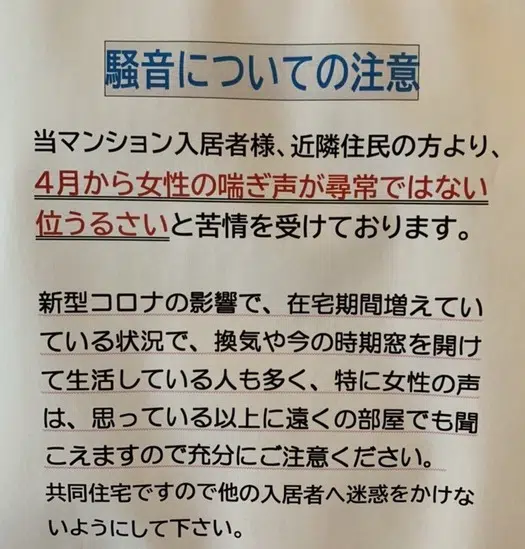 騒音についての注意
当マンション入居者様、近隣住民の方より、
4月から女性の喘ぎ声が尋常ではない
位うるさいと苦情を受けております。
新型コロナの影響で、在宅期間増えてい
ている状況で、換気や今の時期窓を開け
て生活している人も多く、特に女性の声
は、思っている以上に遠くの部屋でも聞
こえますので充分にご注意ください。
共同住宅ですので他の入居者へ迷惑をかけな
いようにして下さい。